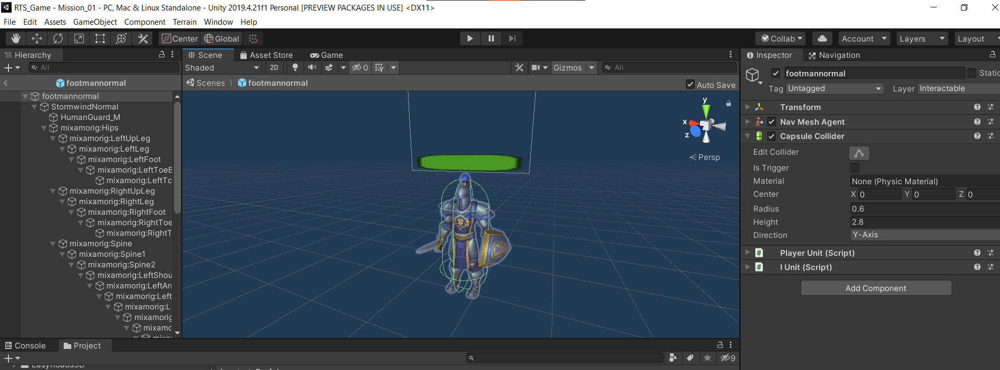 RTS_Game - Mission_01 - PC, Mac & Linux Standalone - Unity 2019.4.21f1 Personal [PREVIEW PACKAGES IN USE] <DX11>
File Edit Assets GameObject Component Terrain Window Help
Center Global Collab Account Layers Layout
Hierarchy
All
footmannormal
footmannormal
StormwindNormal
HumanGuard_M
mixamorig:Hips
mixamorig:LeftUpLeg
mixamorig:LeftLeg
mixamorig:LeftFoot
mixamorig:LeftToeB
mixamorig:LeftTo
mixamorig:RightUpLeg
mixamorig:RightLeg
mixamorig:RightFoot
mixamorig:RightToe
mixamorig:RightT
mixamorig:Spine
mixamorig:Spine1
mixamorig:Spine2
mixamorig:LeftShou
mixamorig:LeftAr
mixamorig:Left
mixamorig:L
mixamorig
mixamo
Scene Asset Store Game
Shaded 2D 0 Gizmos All
Scenes footmannormal Auto Save
y
x
z
Persp
Inspector Navigation
footmannormal Static
Tag Untagged Layer Interactable
Transform
Nav Mesh Agent
Capsule Collider
Edit Collider
Is Trigger
Material None (Physic Material)
Center X 0 Y 0 Z 0
Radius 0.6
Height 2.8
Direction Y-Axis
Player Unit (Script)
I Unit (Script)
Add Component
Console Project
9
EasyRoads3D